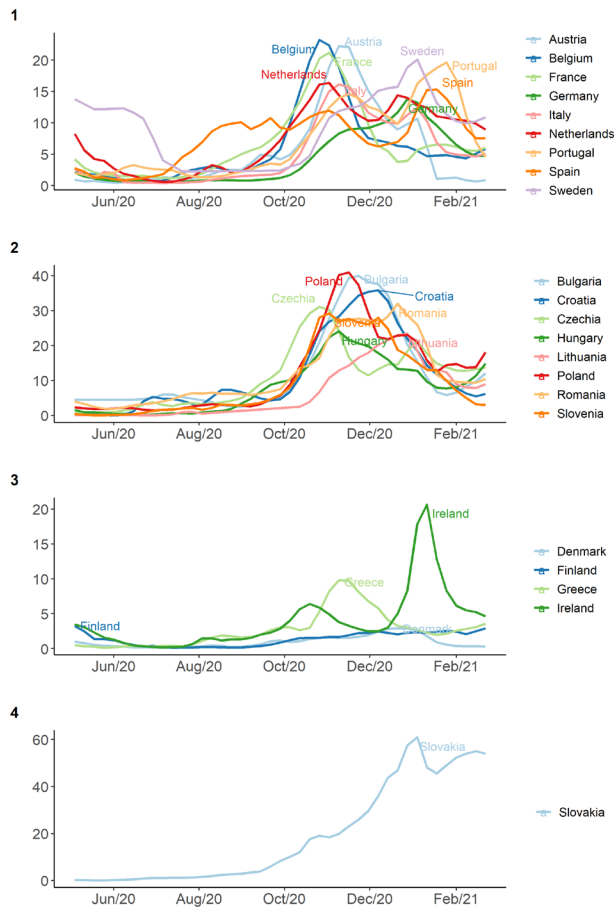 1
20
15
10
5
0
Belgium
Austria
France
Netherlands
Italy
Sweden
Portugal
Spain
Germany
Jun/20 Aug/20 Oct/20 Dec/20 Feb/21
Austria
Belgium
France
Germany
Italy
Netherlands
Portugal
Spain
Sweden
2
40
30
20
10
0
Poland
Bulgaria
Croatia
Czechia
Romania
Slovenia
Hungary
Lithuania
Jun/20 Aug/20 Oct/20 Dec/20 Feb/21
Bulgaria
Croatia
Czechia
Hungary
Lithuania
Poland
Romania
Slovenia
3
20
15
10
5
0
Ireland
Greece
Finland
Denmark
Jun/20 Aug/20 Oct/20 Dec/20 Feb/21
Denmark
Finland
Greece
Ireland
4
60
40
20
0
Slovakia
Jun/20 Aug/20 Oct/20 Dec/20 Feb/21
Slovakia